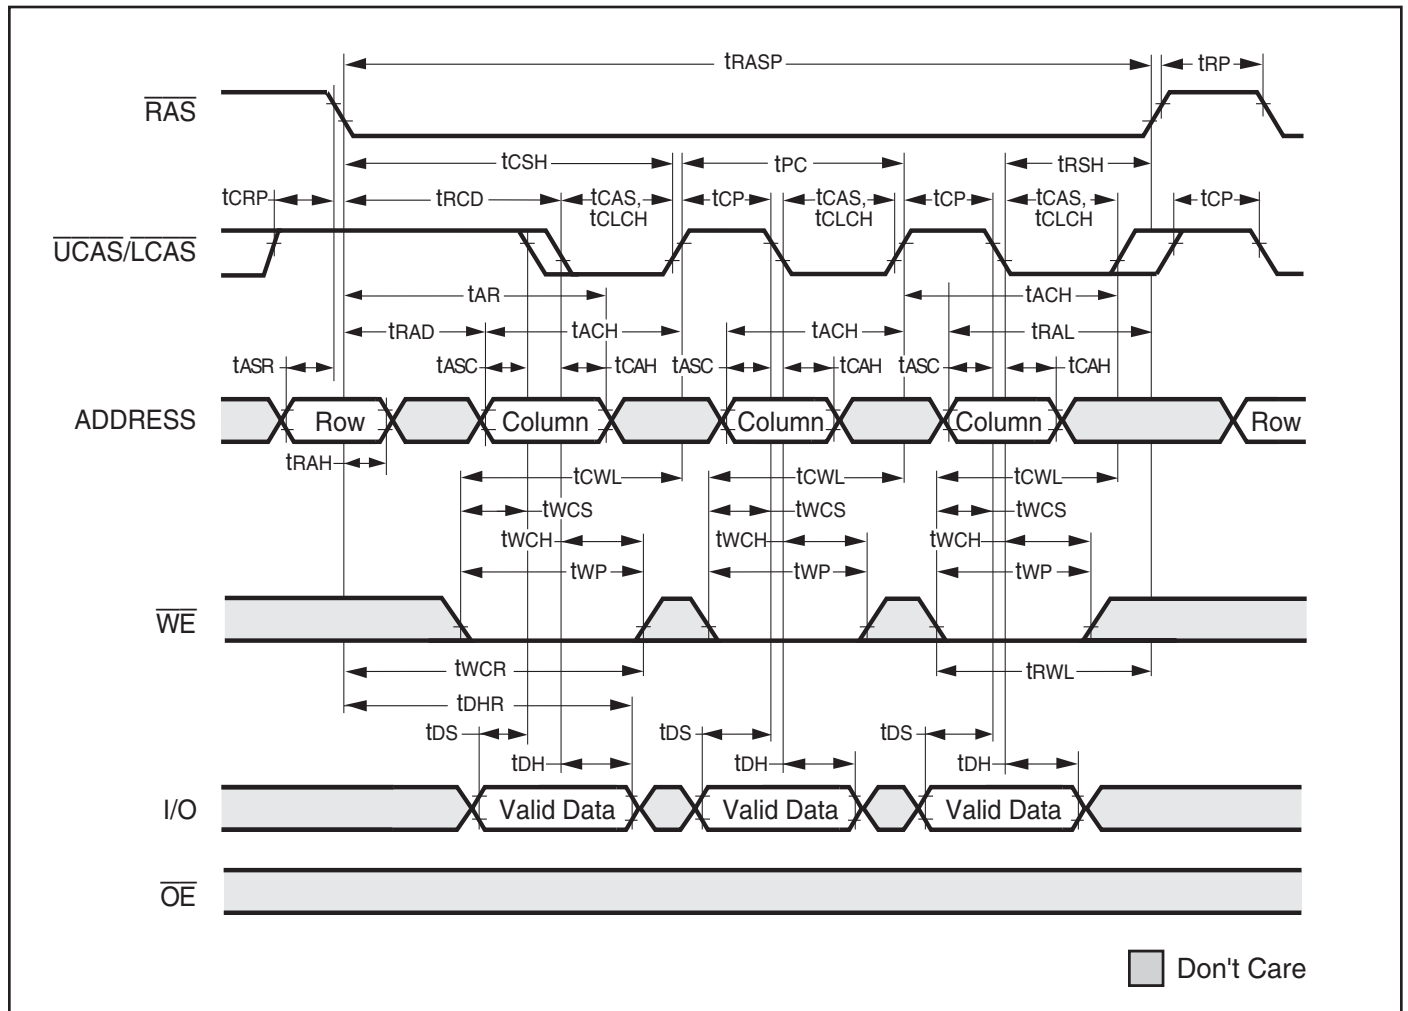 tRASP tRP
RAS
tCSH tPC tRSH
tCRP tRCD tCAS, tCP tCAS, tCP tCAS, tCP
tCLCH tCLCH tCLCH
UCAS/LCAS
tAR tACH
tRAD tACH tACH tRAL
tASR tASC tCAH tASC tCAH tASC tCAH
ADDRESS Row Column Column Column Row
tRAH
tCWL tCWL tCWL
tWCS tWCS tWCS
tWCH tWCH tWCH
tWP tWP tWP
WE
tWCR tRWL
tDHR
tDS tDS tDS
tDH tDH tDH
I/O Valid Data Valid Data Valid Data
OE
Don't Care